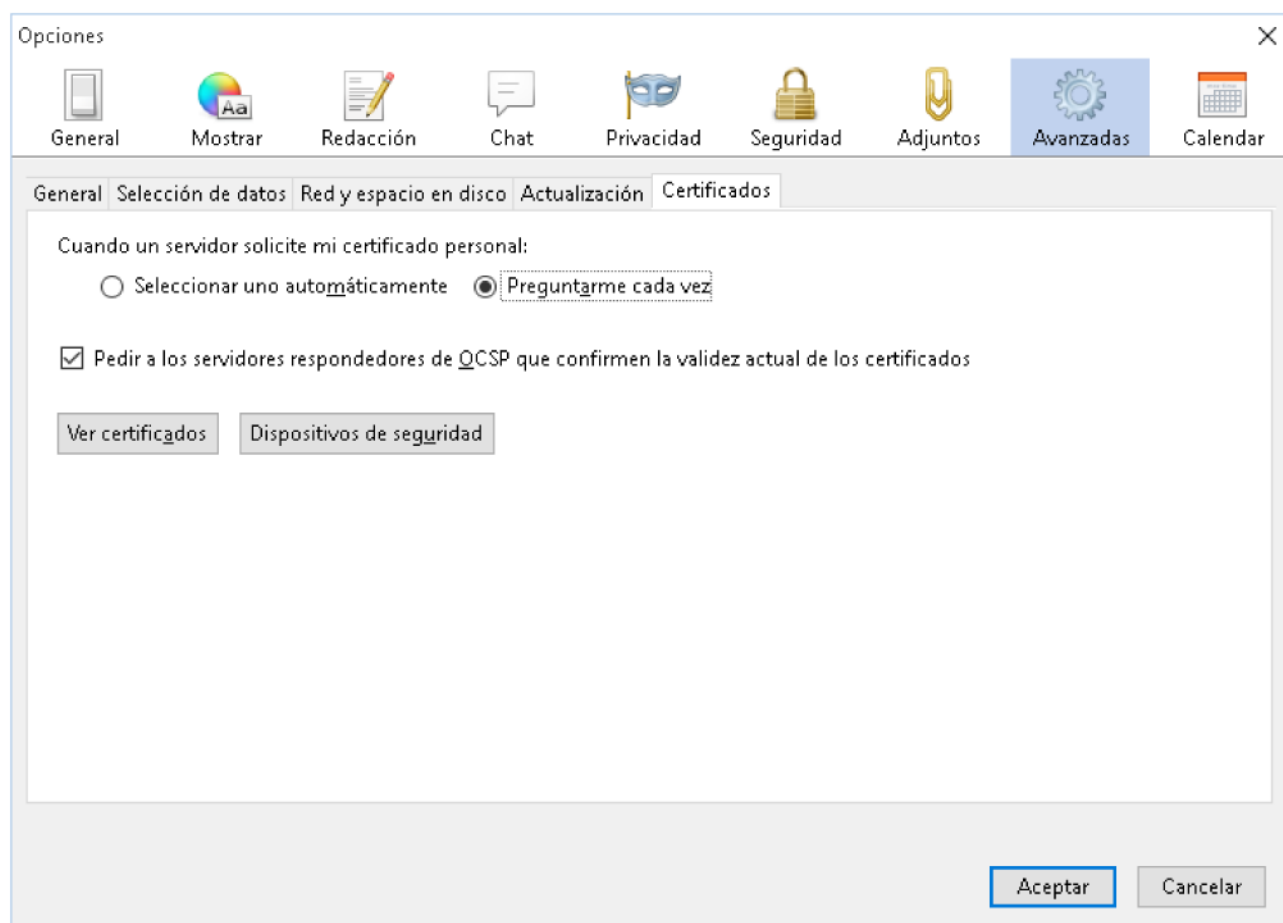 Opciones
Aa
General Mostrar Redacción Chat Privacidad Seguridad Adjuntos Avanzadas Calendar
General Selección de datos Red y espacio en disco Actualización Certificados
Cuando un servidor solicite mi certificado personal:
Seleccionar uno automáticamente Preguntarme cada vez
Pedir a los servidores respondedores de OCSP que confirmen la validez actual de los certificados
Ver certificados Dispositivos de seguridad
Aceptar Cancelar